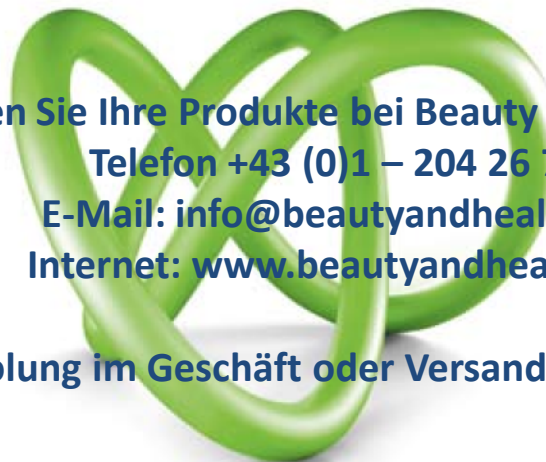 en Sie Ihre Produkte bei Beauty
Telefon +43 (0)1 – 204 26
E-Mail: info@beautyandheal
Internet: www.beautyandhea
olung im Geschäft oder Versand